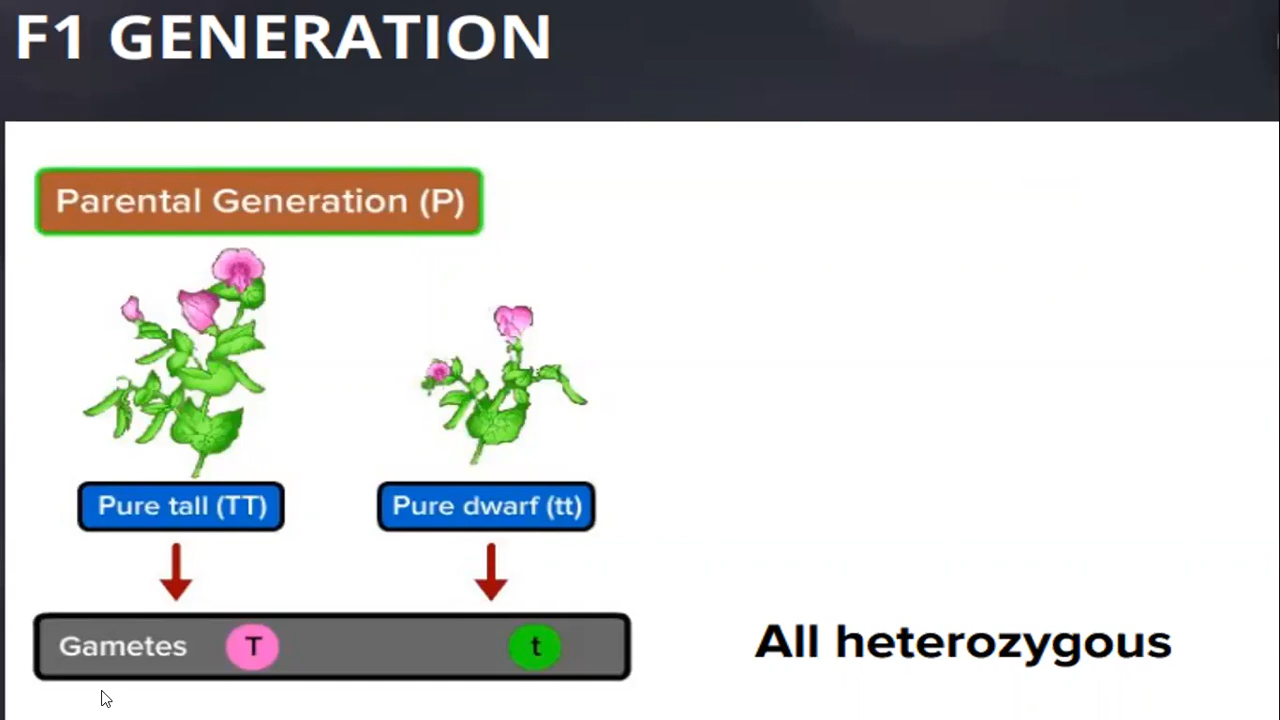 F1 GENERATION
Parental Generation (P)
Pure tall (TT)
Pure dwarf (tt)
Gametes T t
All heterozygous